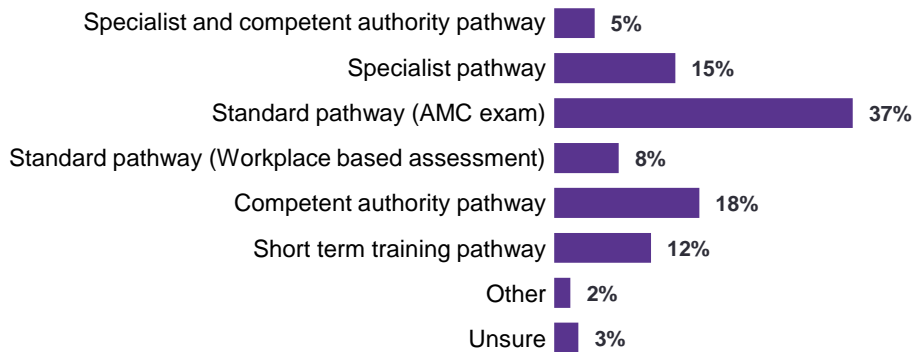 Specialist and competent authority pathway 5%
Specialist pathway 15%
Standard pathway (AMC exam) 37%
Standard pathway (Workplace based assessment) 8%
Competent authority pathway 18%
Short term training pathway 12%
Other 2%
Unsure 3%